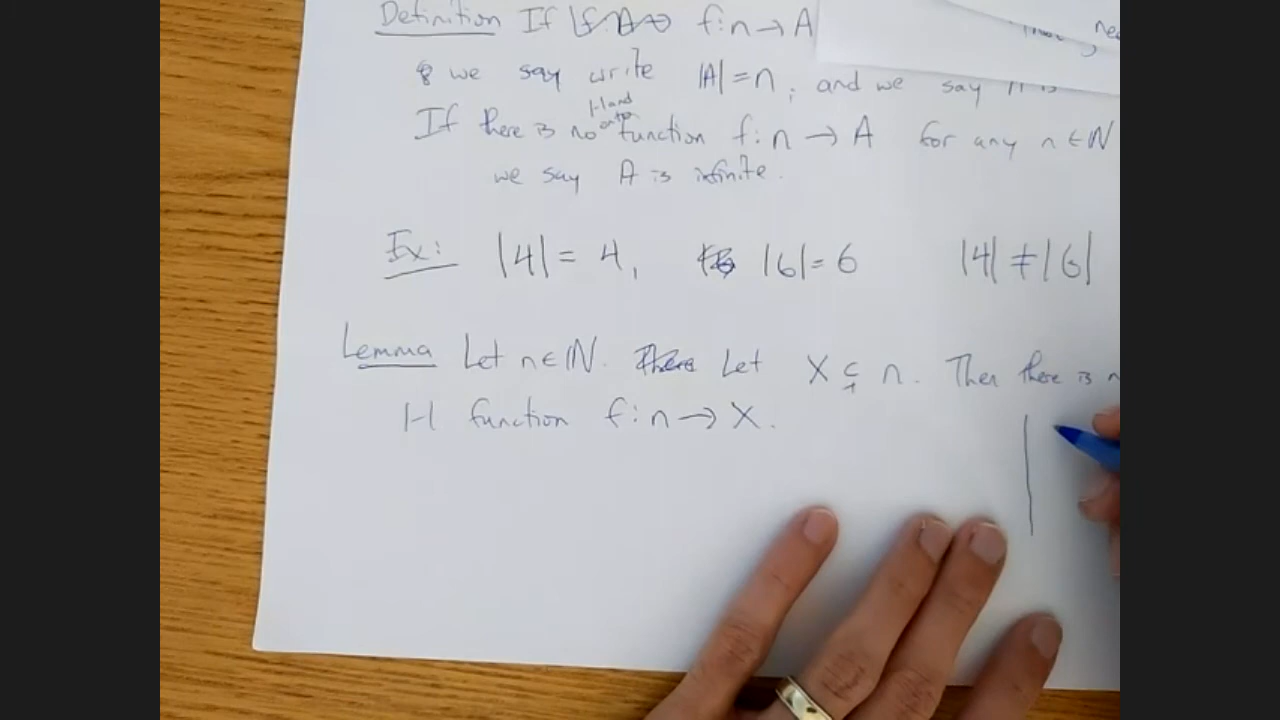 Definition If f: n → A
we say write |A| = n, and we say
1-1 and
onto
If there is no function f: n → A for any n ∈ ℕ
we say A is infinite.
Ex: |4| = 4, |6| = 6 |4| ≠ |6|
Lemma Let n ∈ ℕ. There Let X ⊊ n. Then there is
1-1 function f: n → X.